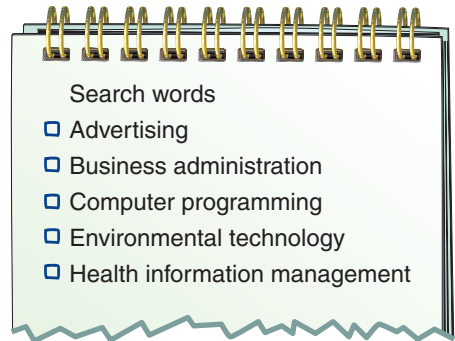 Search words
Advertising
Business administration
Computer programming
Environmental technology
Health information management